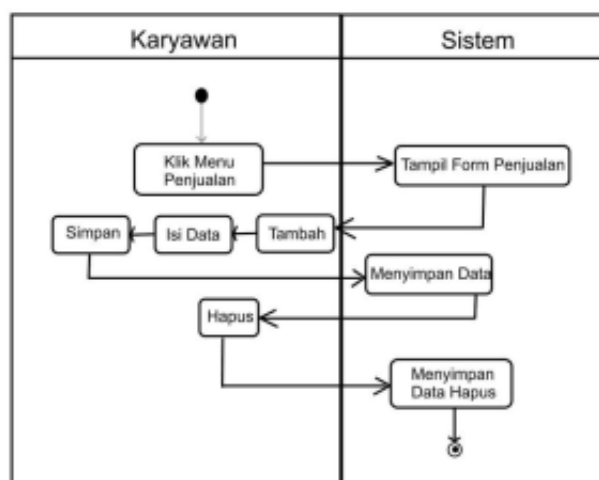 Karyawan
Sistem
Klik Menu
Penjualan
Tampil Form Penjualan
Simpan
Isi Data
Tambah
Menyimpan Data
Hapus
Menyimpan
Data Hapus